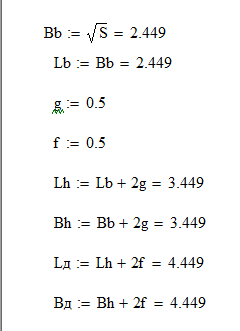 Bb := √S = 2.449
Lb := Bb = 2.449
g := 0.5
f := 0.5
Lh := Lb + 2g = 3.449
Bh := Bb + 2g = 3.449
Lд := Lh + 2f = 4.449
Bд := Bh + 2f = 4.449